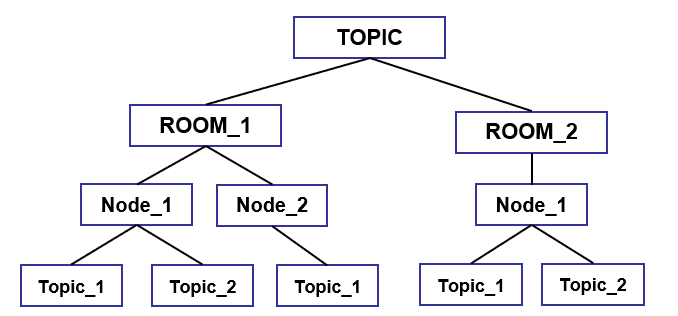 TOPIC
ROOM_1
ROOM_2
Node_1
Node_2
Node_1
Topic_1
Topic_2
Topic_1
Topic_1
Topic_2